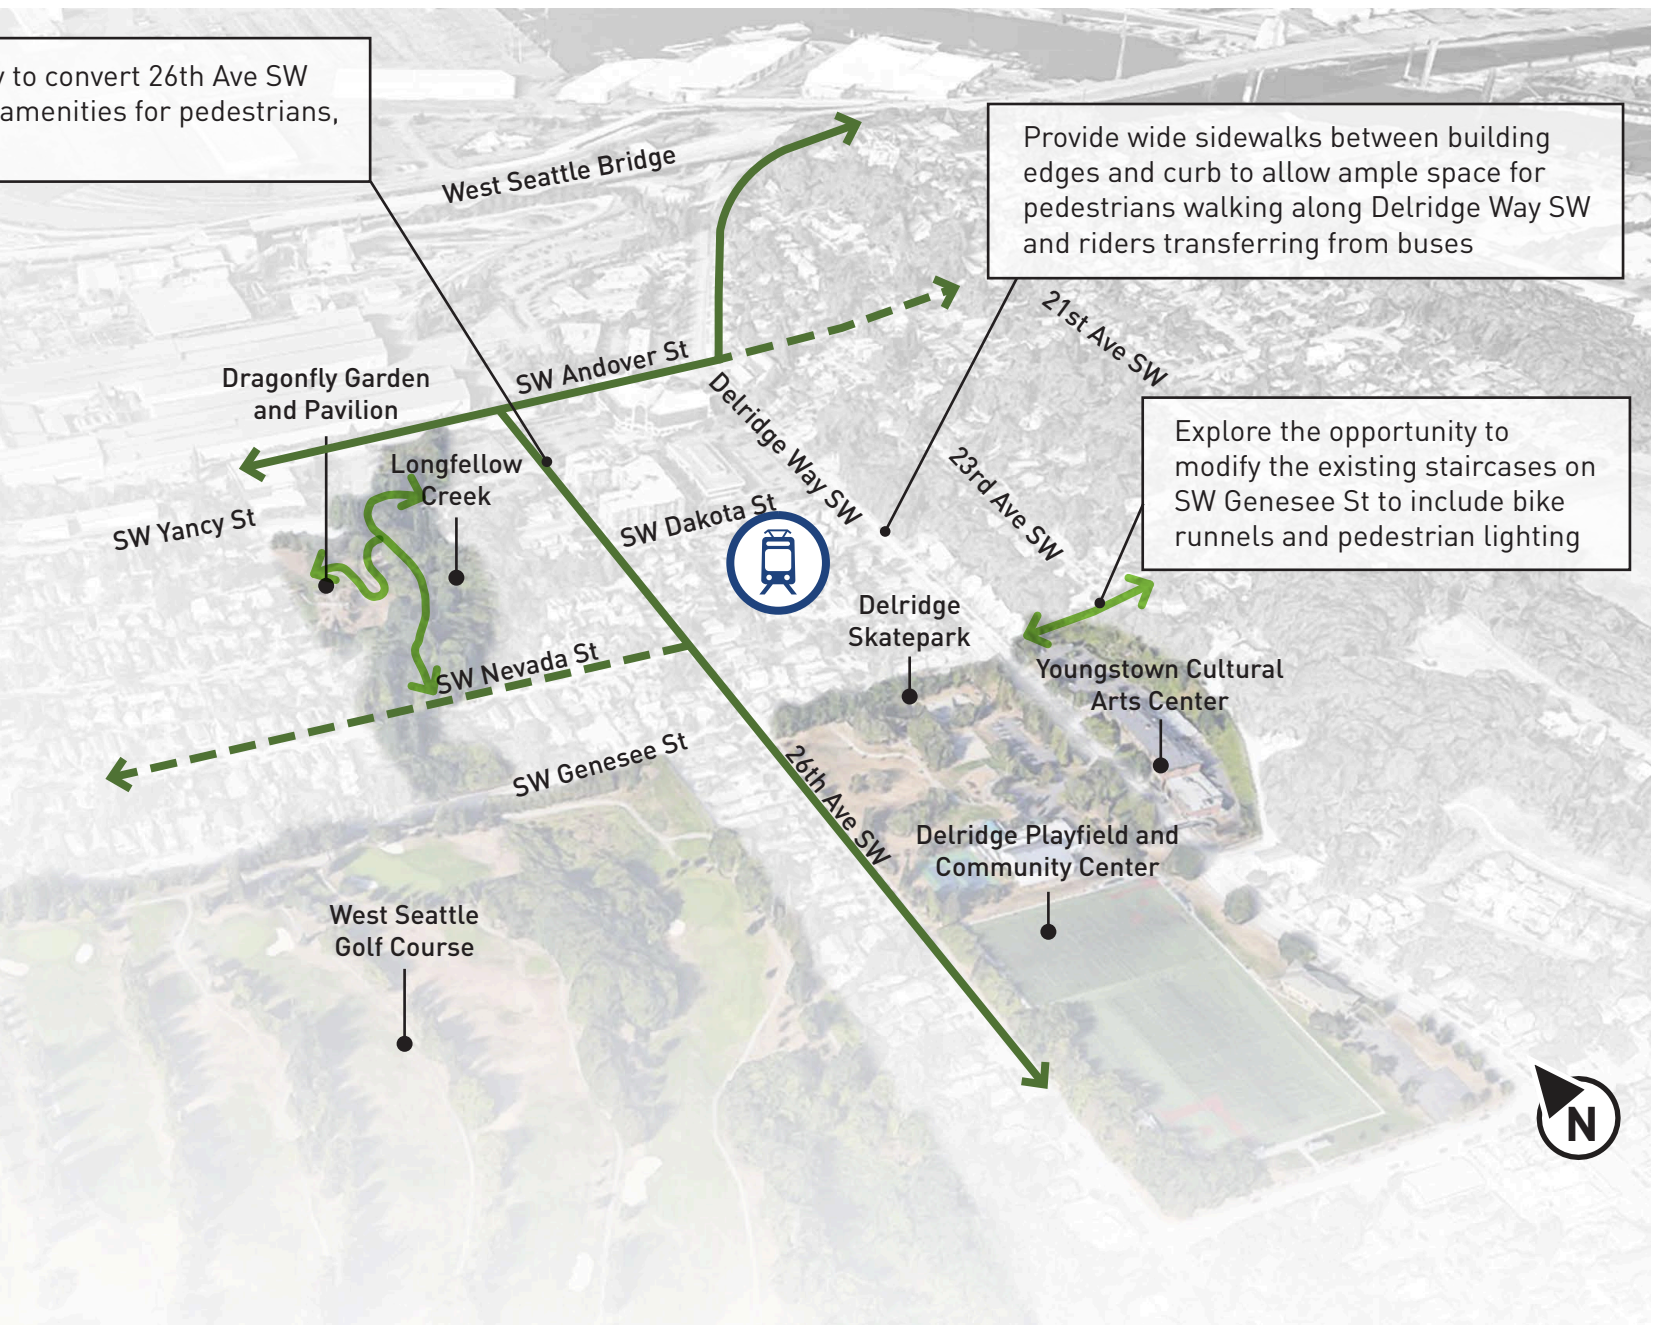 to convert 26th Ave SW
amenities for pedestrians,
West Seattle Bridge
Provide wide sidewalks between building
edges and curb to allow ample space for
pedestrians walking along Delridge Way SW
and riders transferring from buses
21st Ave SW
SW Andover St
Dragonfly Garden
and Pavilion
Delridge Way SW
Explore the opportunity to
modify the existing staircases on
SW Genesee St to include bike
runnels and pedestrian lighting
Longfellow
Creek
23rd Ave SW
SW Dakota St
SW Yancy St
Delridge
Skatepark
SW Nevada St
Youngstown Cultural
Arts Center
SW Genesee St
26th Ave SW
Delridge Playfield and
Community Center
West Seattle
Golf Course
N